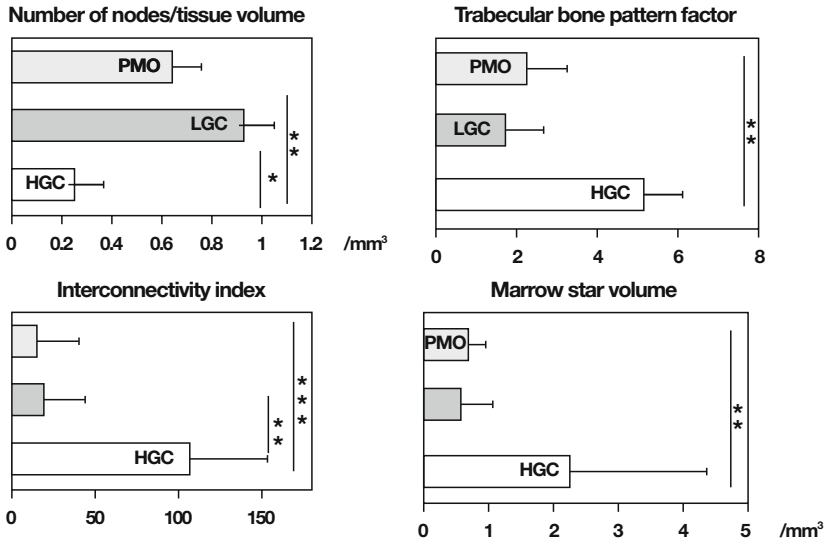 Number of nodes/tissue volume
PMO
LGC
* *
*
HGC
0 0.2 0.4 0.6 0.8 1 1.2 /mm³
Trabecular bone pattern factor
PMO
LGC
* *
HGC
0 2 4 6 8
Interconnectivity index
* * *
* *
HGC
0 50 100 150
Marrow star volume
PMO
* *
HGC
0 1 2 3 4 5 /mm³